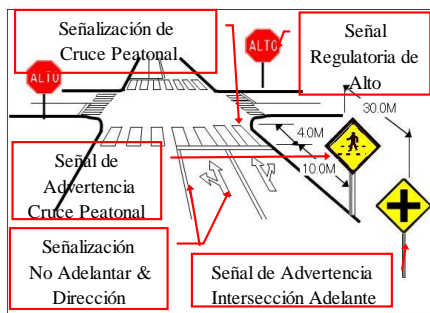 Señalización de
Cruce Peatonal
Señal
Regulatoria de
Alto
ALTO
ALTO
30.0M
4.0M
10.0M
Señal de
Advertencia
Cruce Peatonal
Señalización
No Adelantar &
Dirección
Señal de Advertencia
Intersección Adelante